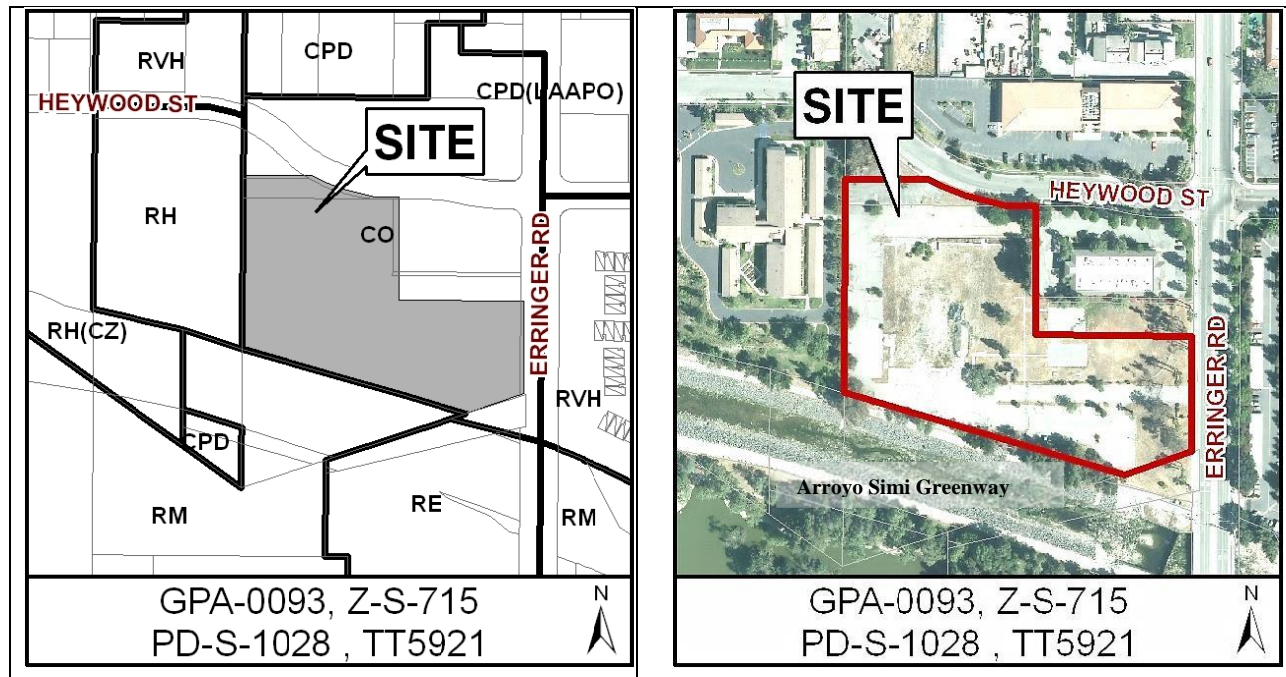 RVH
CPD
CPD(LAAPO)
HEYWOOD ST
SITE
RH
CO
ERRINGER RD
RH(CZ)
RVH
CPD
RM
RE
RM
GPA-0093, Z-S-715
PD-S-1028 , TT5921
N
SITE
HEYWOOD ST
ERRINGER RD
Arroyo Simi Greenway
GPA-0093, Z-S-715
PD-S-1028 , TT5921
N